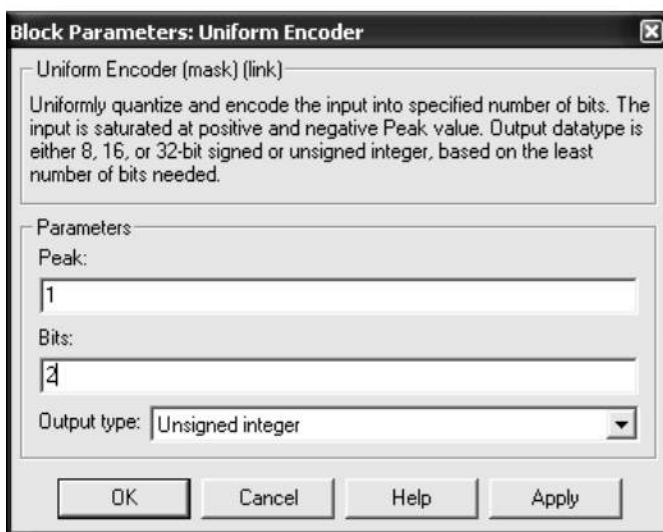 Block Parameters: Uniform Encoder
Uniform Encoder (mask) (link)
Uniformly quantize and encode the input into specified number of bits. The
input is saturated at positive and negative Peak value. Output datatype is
either 8, 16, or 32-bit signed or unsigned integer, based on the least
number of bits needed.
Parameters
Peak:
1
Bits:
2
Output type: Unsigned integer
OK Cancel Help Apply